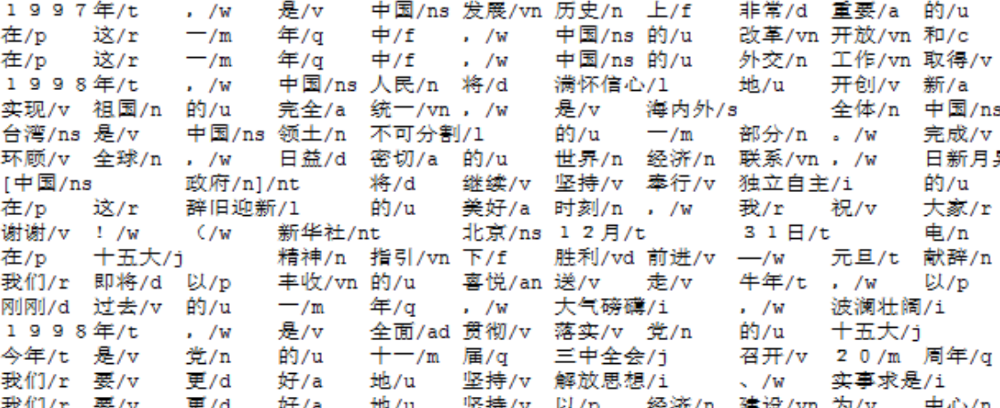 １９９７年/t ，/w 是/v 中国/ns 发展/vn 历史/n 上/f 非常/d 重要/a 的/u
在/p 这/r 一/m 年/q 中/f ，/w 中国/ns 的/u 改革/vn 开放/vn 和/c
在/p 这/r 一/m 年/q 中/f ，/w 中国/ns 的/u 外交/n 工作/vn 取得/v
１９９８年/t ，/w 中国/ns 人民/n 将/d 满怀信心/l 地/u 开创/v 新/a
实现/v 祖国/n 的/u 完全/a 统一/vn ，/w 是/v 海内外/s 全体/n 中国/ns
台湾/ns 是/v 中国/ns 领土/n 不可分割/l 的/u 一/m 部分/n 。/w 完成/v
环顾/v 全球/n ，/w 日益/d 密切/a 的/u 世界/n 经济/n 联系/vn ，/w 日新月
[中国/ns 政府/n]/nt 将/d 继续/v 坚持/v 奉行/v 独立自主/i 的/u
在/p 这/r 辞旧迎新/l 的/u 美好/a 时刻/n ，/w 我/r 祝/v 大家/r
谢谢/v ！/w （/w 新华社/nt 北京/ns １２月/t ３１日/t 电/n
在/p 十五大/j 精神/n 指引/vn 下/f 胜利/vd 前进/v —/w 元旦/t 献辞/n
我们/r 即将/d 以/p 丰收/vn 的/u 喜悦/an 送/v 走/v 牛年/t ，/w 以/p
刚刚/d 过去/v 的/u 一/m 年/q ，/w 大气磅礴/i ，/w 波澜壮阔/i
１９９８年/t ，/w 是/v 全面/ad 贯彻/v 落实/v 党/n 的/u 十五大/j
今年/t 是/v 党/n 的/u 十一/m 届/q 三中全会/j 召开/v ２０/m 周年/q
我们/r 要/v 更/d 好/a 地/u 坚持/v 解放思想/i 、/w 实事求是/i
我们/r 要/v 更/d 好/a 地/u 坚持/v 以/p 经济/n 建设/vn 为/v 中心/n